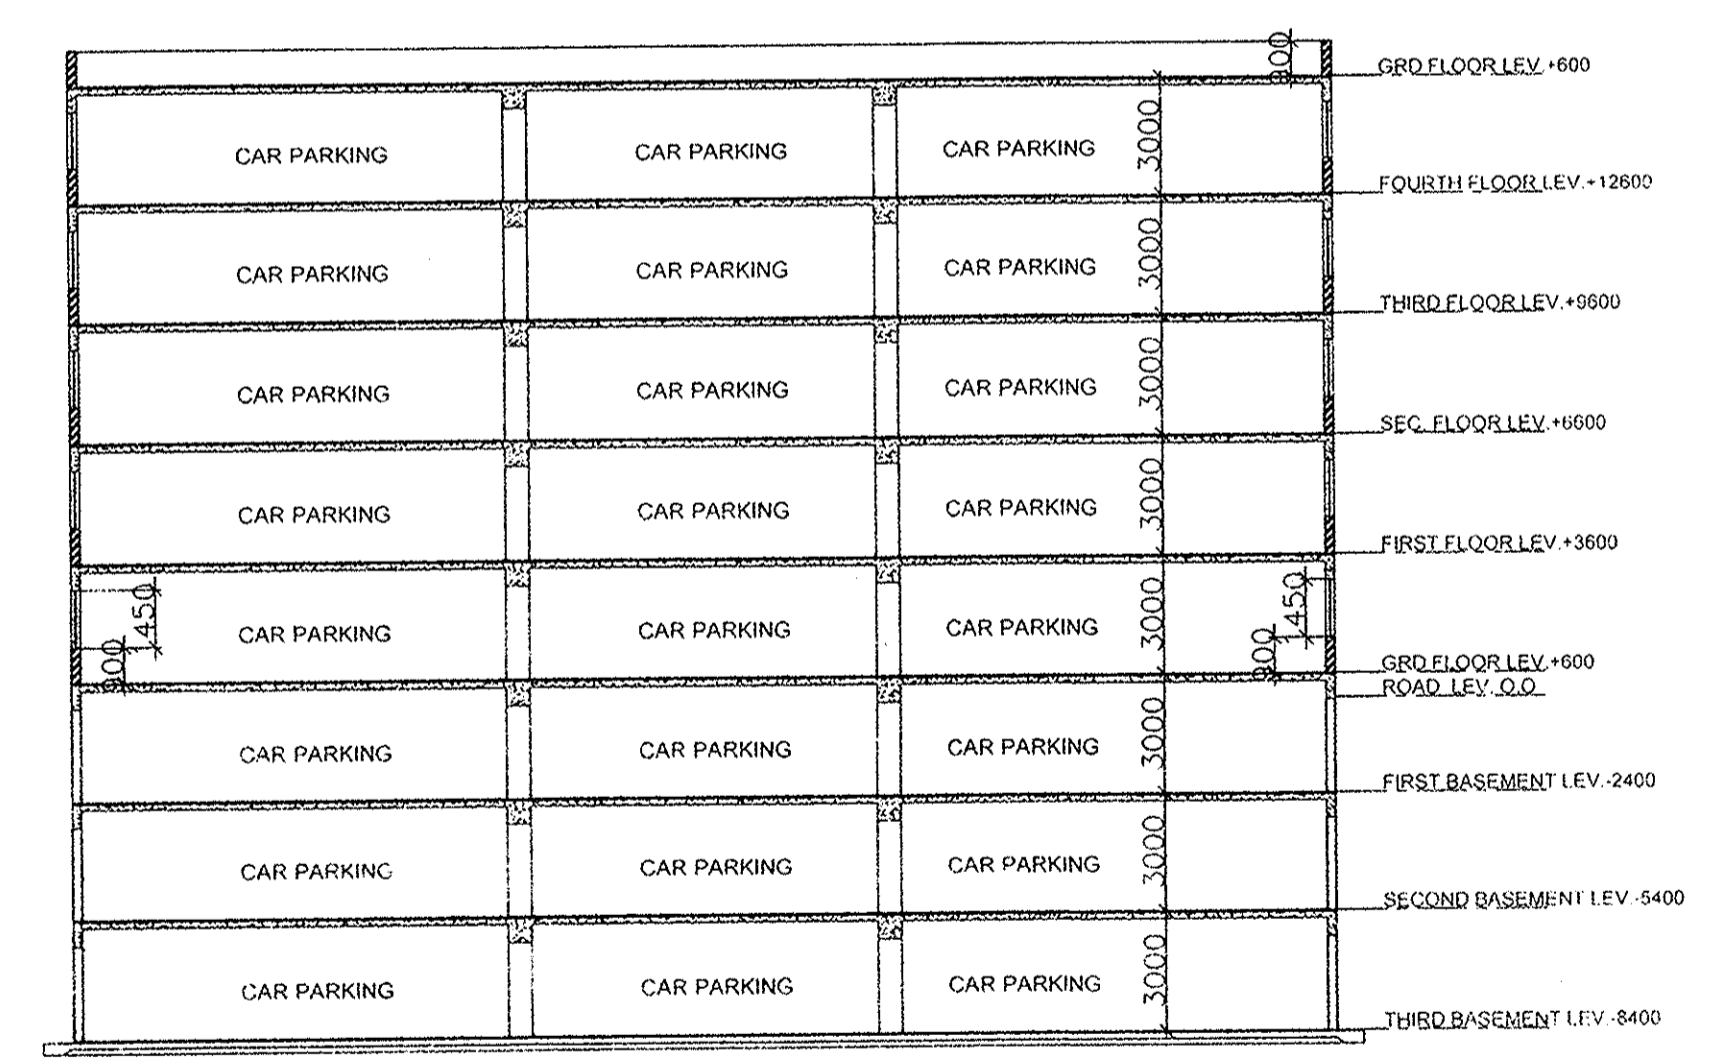 900
GRD FLOOR LEV.+600
CAR PARKING CAR PARKING CAR PARKING 3000
FOURTH FLOOR LEV.+12600
CAR PARKING CAR PARKING CAR PARKING 3000
THIRD FLOOR LEV.+9600
CAR PARKING CAR PARKING CAR PARKING 3000
SEC. FLOOR LEV.+6600
CAR PARKING CAR PARKING CAR PARKING 3000
FIRST FLOOR LEV.+3600
900 1450 CAR PARKING CAR PARKING CAR PARKING 3000 900 1450
GRD FLOOR LEV.+600
ROAD LEV. 0.0
CAR PARKING CAR PARKING CAR PARKING 3000
FIRST BASEMENT LEV.-2400
CAR PARKING CAR PARKING CAR PARKING 3000
SECOND BASEMENT LEV.-5400
CAR PARKING CAR PARKING CAR PARKING 3000
THIRD BASEMENT LEV.-8400